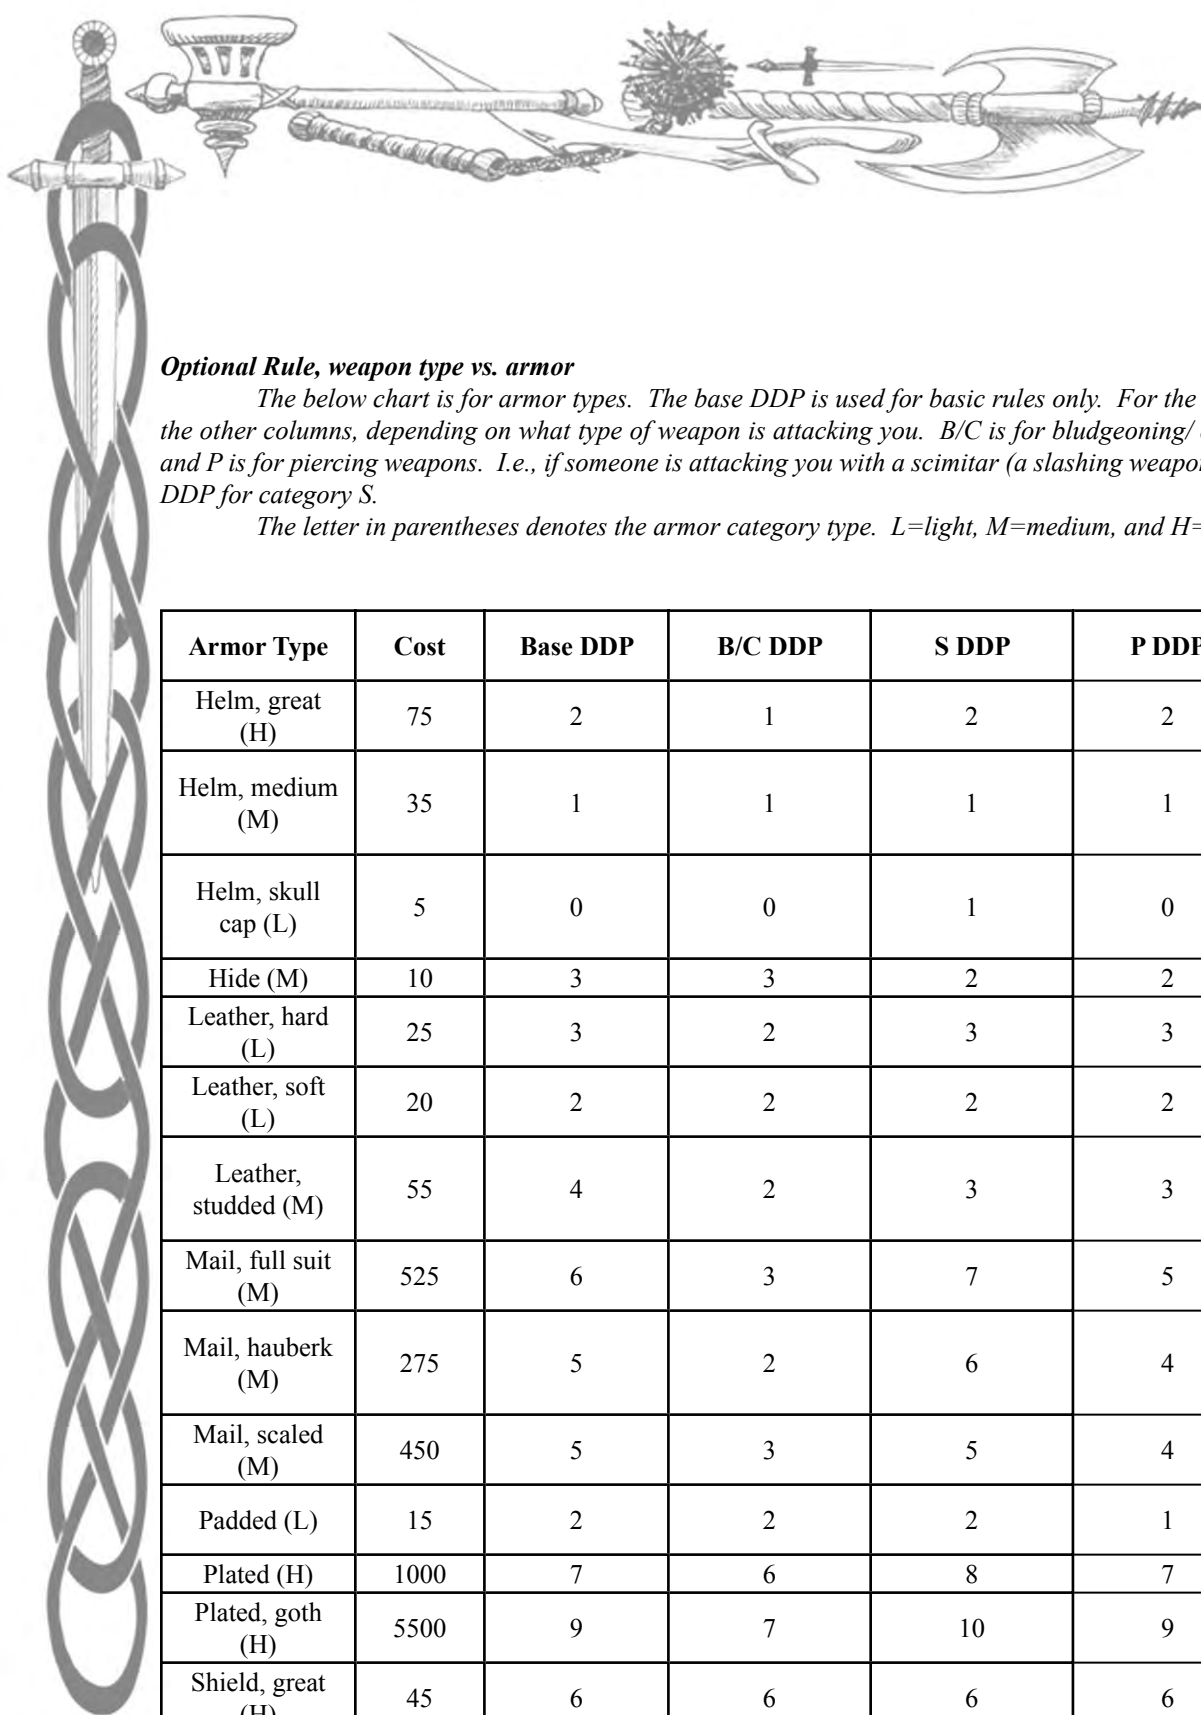 Optional Rule, weapon type vs. armor
The below chart is for armor types. The base DDP is used for basic rules only. For the
the other columns, depending on what type of weapon is attacking you. B/C is for bludgeoning/
and P is for piercing weapons. I.e., if someone is attacking you with a scimitar (a slashing weapon
DDP for category S.
The letter in parentheses denotes the armor category type. L=light, M=medium, and H=
Armor Type Cost Base DDP B/C DDP S DDP P DDP
Helm, great
(H) 75 2 1 2 2
Helm, medium
(M) 35 1 1 1 1
Helm, skull
cap (L) 5 0 0 1 0
Hide (M) 10 3 3 2 2
Leather, hard
(L) 25 3 2 3 3
Leather, soft
(L) 20 2 2 2 2
Leather,
studded (M) 55 4 2 3 3
Mail, full suit
(M) 525 6 3 7 5
Mail, hauberk
(M) 275 5 2 6 4
Mail, scaled
(M) 450 5 3 5 4
Padded (L) 15 2 2 2 1
Plated (H) 1000 7 6 8 7
Plated, goth
(H) 5500 9 7 10 9
Shield, great
(H) 45 6 6 6 6